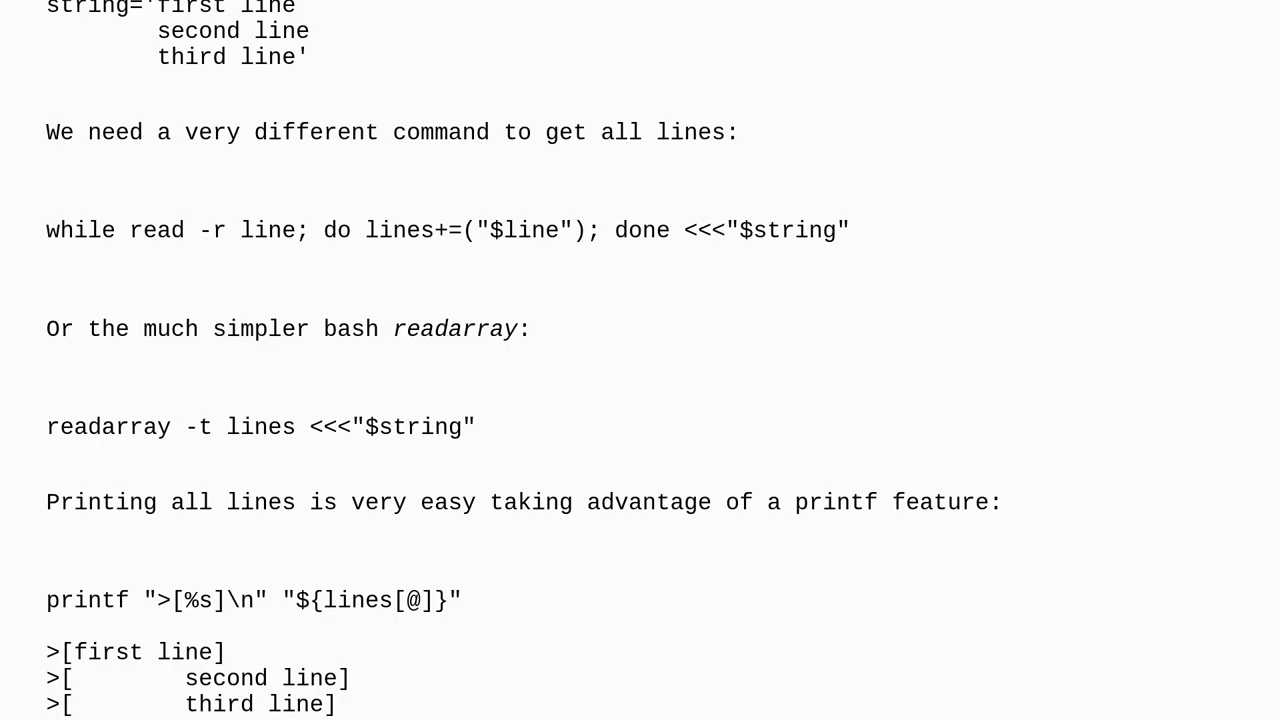 string='first line
        second line
        third line'
We need a very different command to get all lines:
while read -r line; do lines+=("$line"); done <<<"$string"
Or the much simpler bash readarray:
readarray -t lines <<<"$string"
Printing all lines is very easy taking advantage of a printf feature:
printf ">[%s]\n" "${lines[@]}"
>[first line]
>[        second line]
>[        third line]